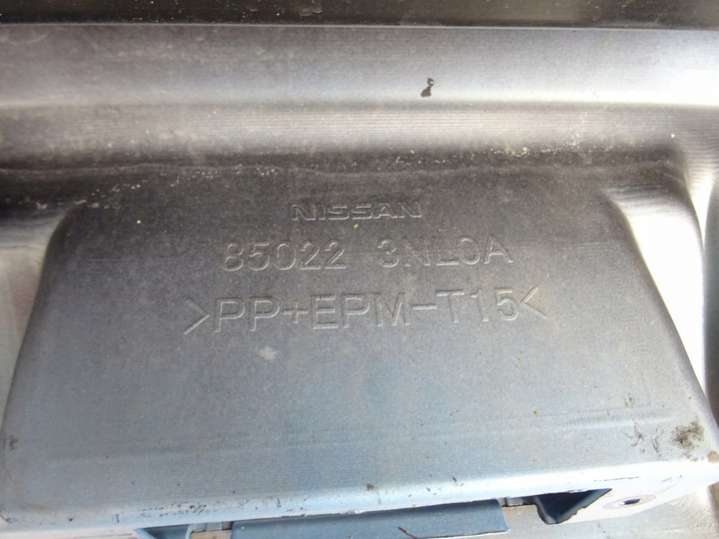 NISSAN
85022 3NL0A
>PP+EPM-T15<